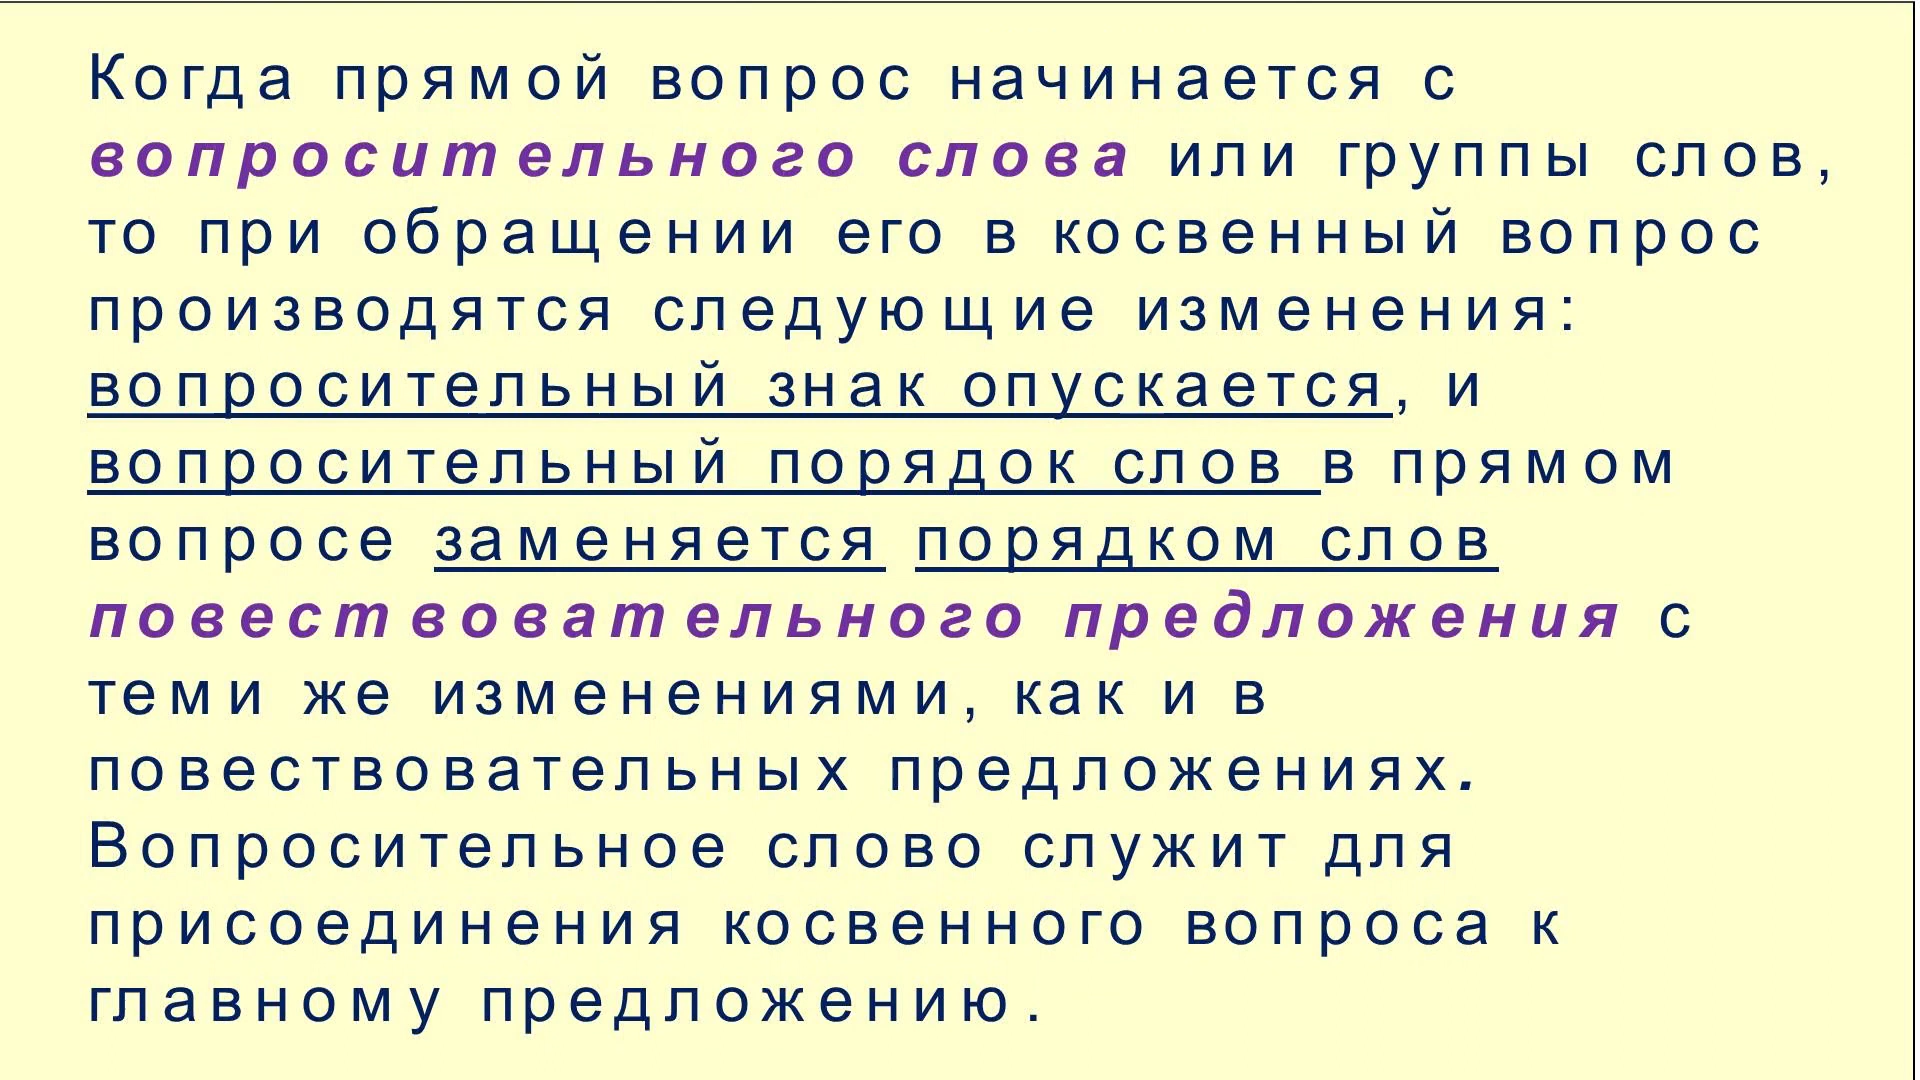 Когда прямой вопрос начинается с
вопросительного слова или группы слов,
то при обращении его в косвенный вопрос
производятся следующие изменения:
вопросительный знак опускается, и
вопросительный порядок слов в прямом
вопросе заменяется порядком слов
повествовательного предложения с
теми же изменениями, как и в
повествовательных предложениях.
Вопросительное слово служит для
присоединения косвенного вопроса к
главному предложению.